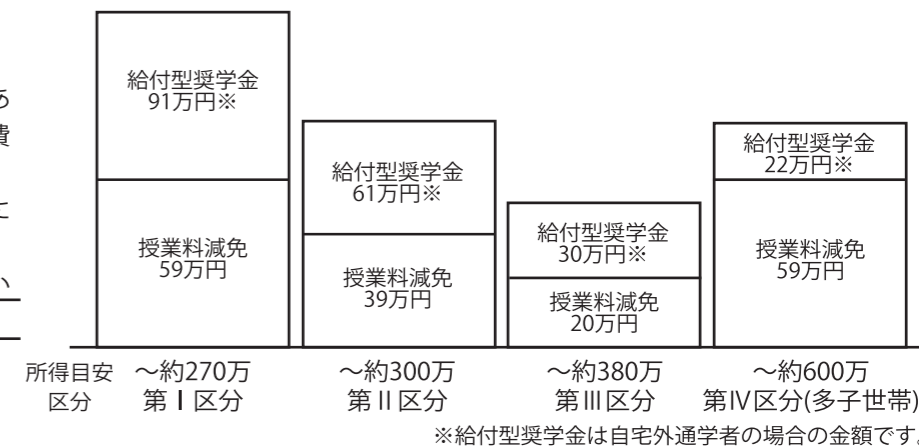 給付型奨学金
91万円※
授業料減免
59万円
給付型奨学金
61万円※
授業料減免
39万円
給付型奨学金
30万円※
授業料減免
20万円
給付型奨学金
22万円※
授業料減免
59万円
所得目安 ～約270万 ～約300万 ～約380万 ～約600万
区分 第Ⅰ区分 第Ⅱ区分 第Ⅲ区分 第Ⅳ区分(多子世帯)
※給付型奨学金は自宅外通学者の場合の金額です